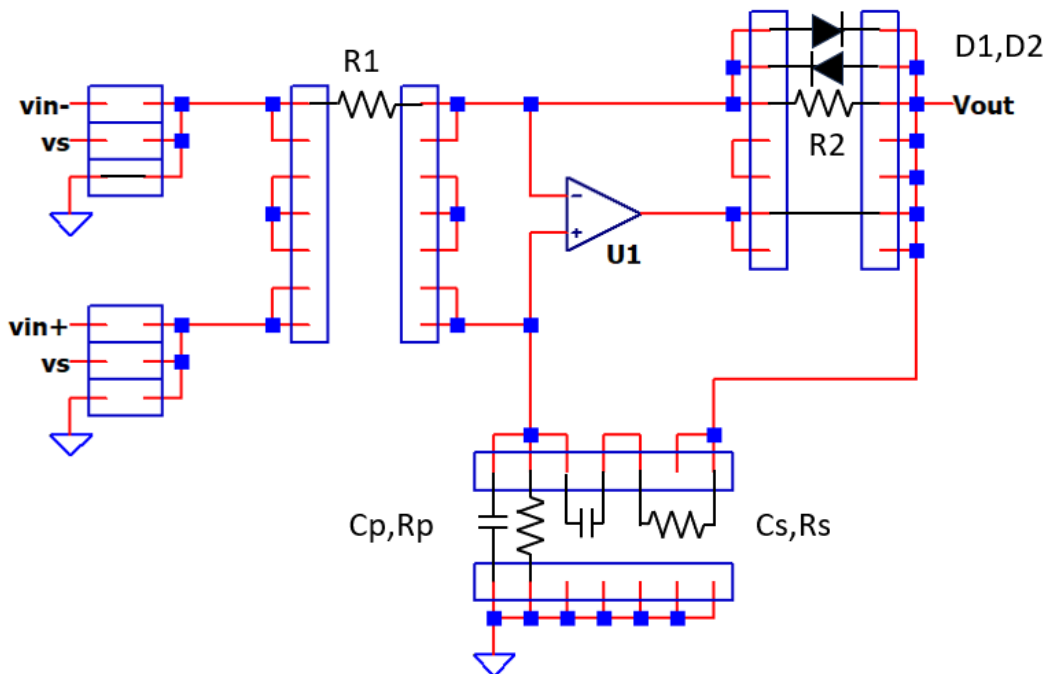 R1
D1,D2
vin-
vs
Vout
R2
−
+
U1
vin+
vs
Cp,Rp
Cs,Rs